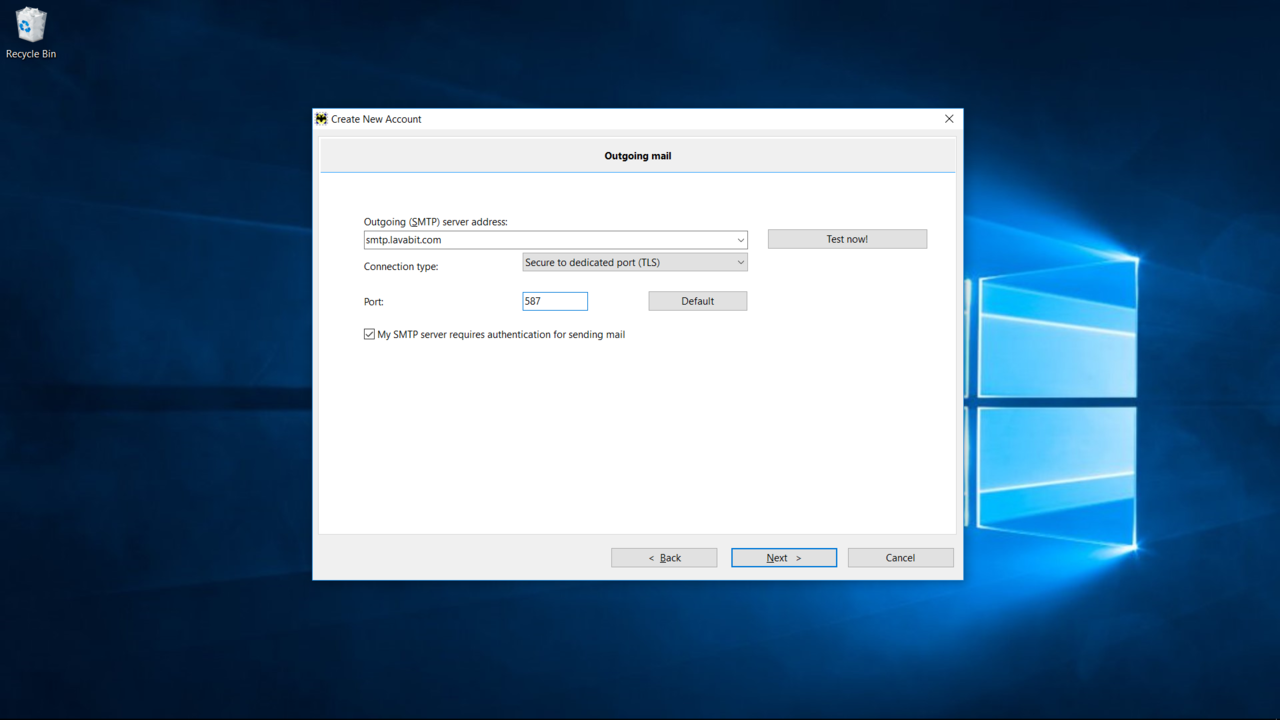 Recycle Bin
Create New Account
Outgoing mail
Outgoing (SMTP) server address:
smtp.lavabit.com
Test now!
Connection type:
Secure to dedicated port (TLS)
Port:
587
Default
My SMTP server requires authentication for sending mail
< Back
Next >
Cancel